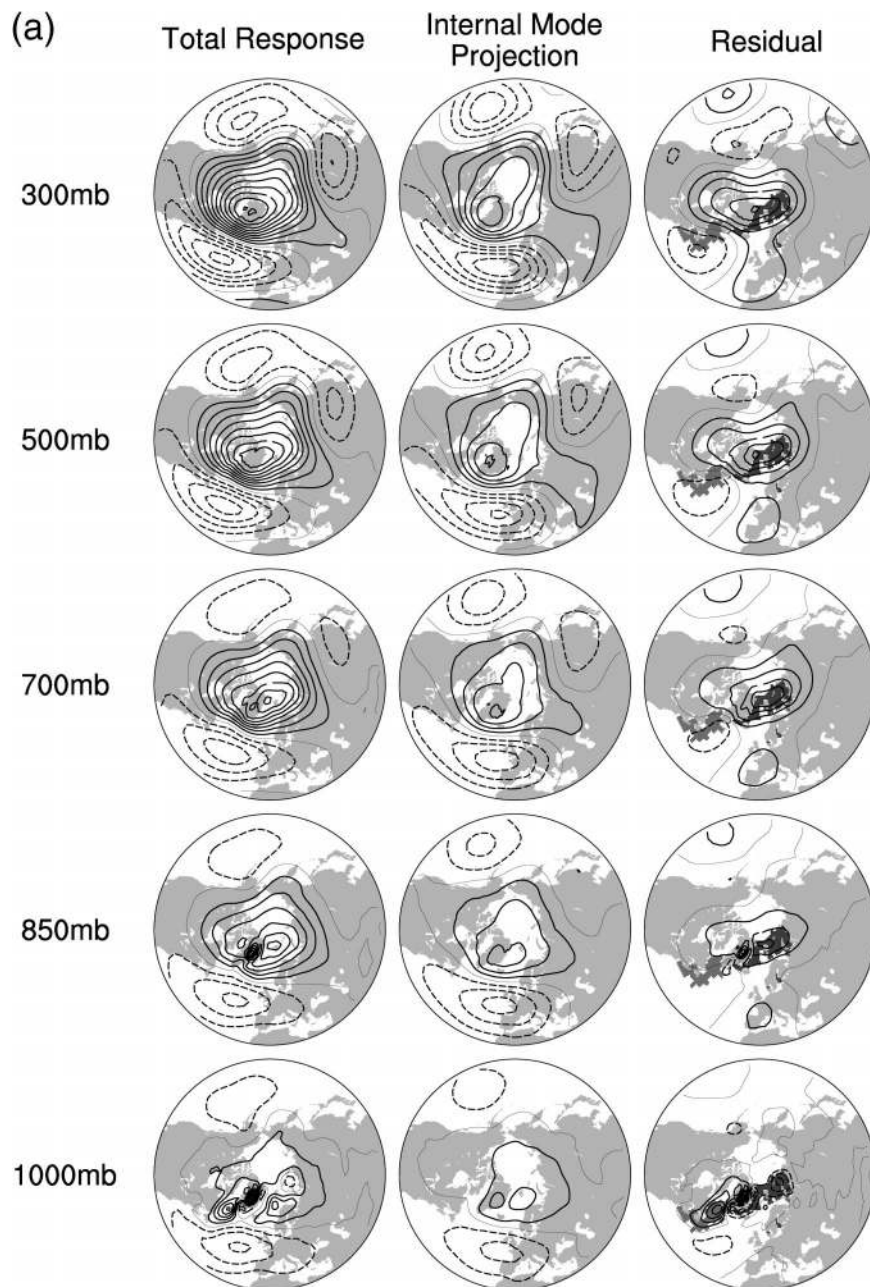 (a)
Total Response
Internal Mode
Projection
Residual
300mb
500mb
700mb
850mb
1000mb